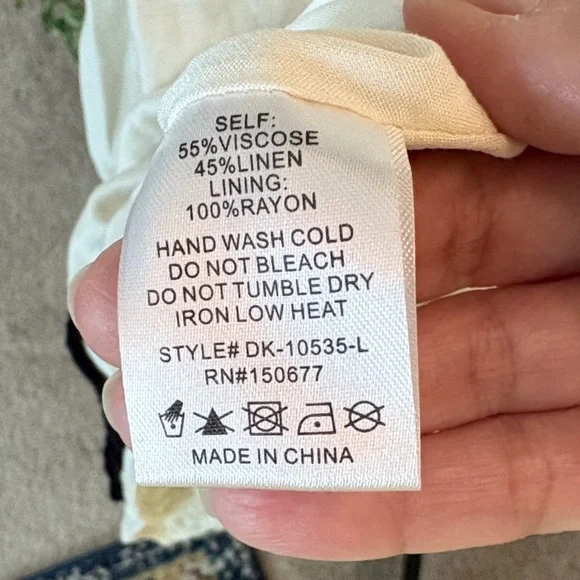 SELF:
55%VISCOSE
45%LINEN
LINING:
100%RAYON
HAND WASH COLD
DO NOT BLEACH
DO NOT TUMBLE DRY
IRON LOW HEAT
STYLE# DK-10535-L
RN#150677
MADE IN CHINA